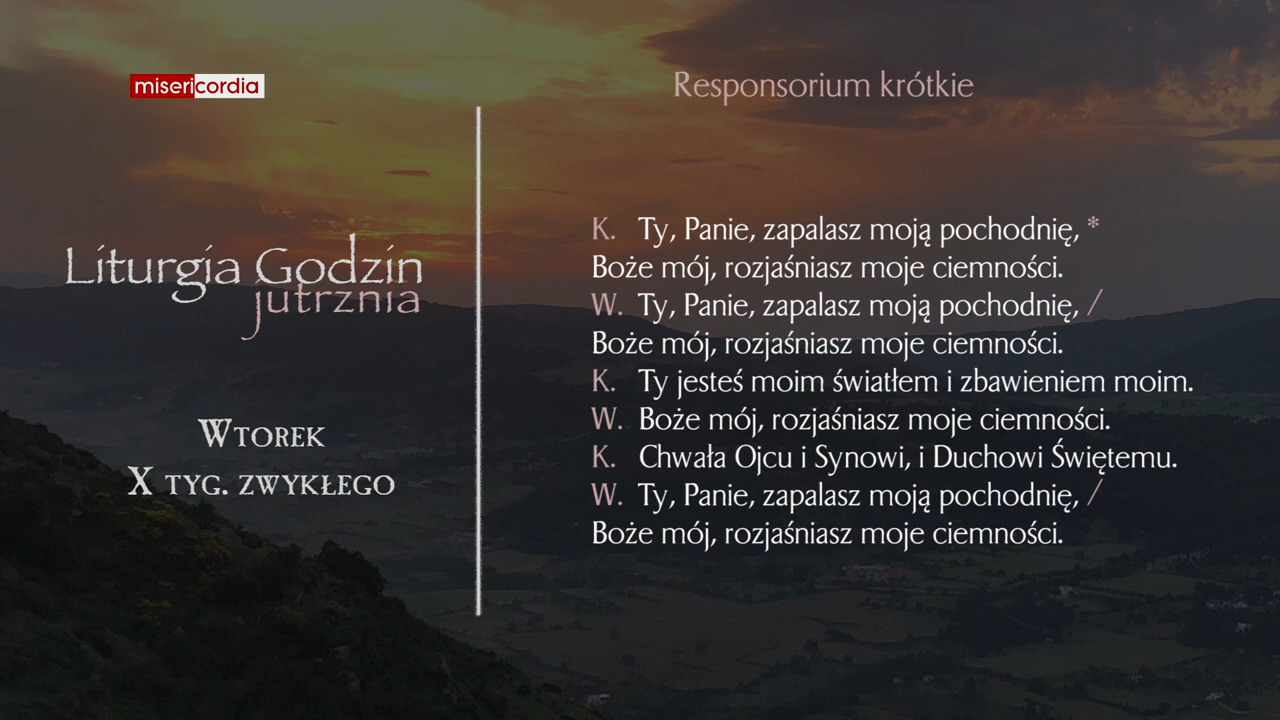 misericordia
Liturgia Godzin
jutrznia
Wtorek
X tyg. zwykłego
Responsorium krótkie
K. Ty, Panie, zapalasz moją pochodnię, *
Boże mój, rozjaśniasz moje ciemności.
W. Ty, Panie, zapalasz moją pochodnię, /
Boże mój, rozjaśniasz moje ciemności.
K. Ty jesteś moim światłem i zbawieniem moim.
W. Boże mój, rozjaśniasz moje ciemności.
K. Chwała Ojcu i Synowi, i Duchowi Świętemu.
W. Ty, Panie, zapalasz moją pochodnię, /
Boże mój, rozjaśniasz moje ciemności.